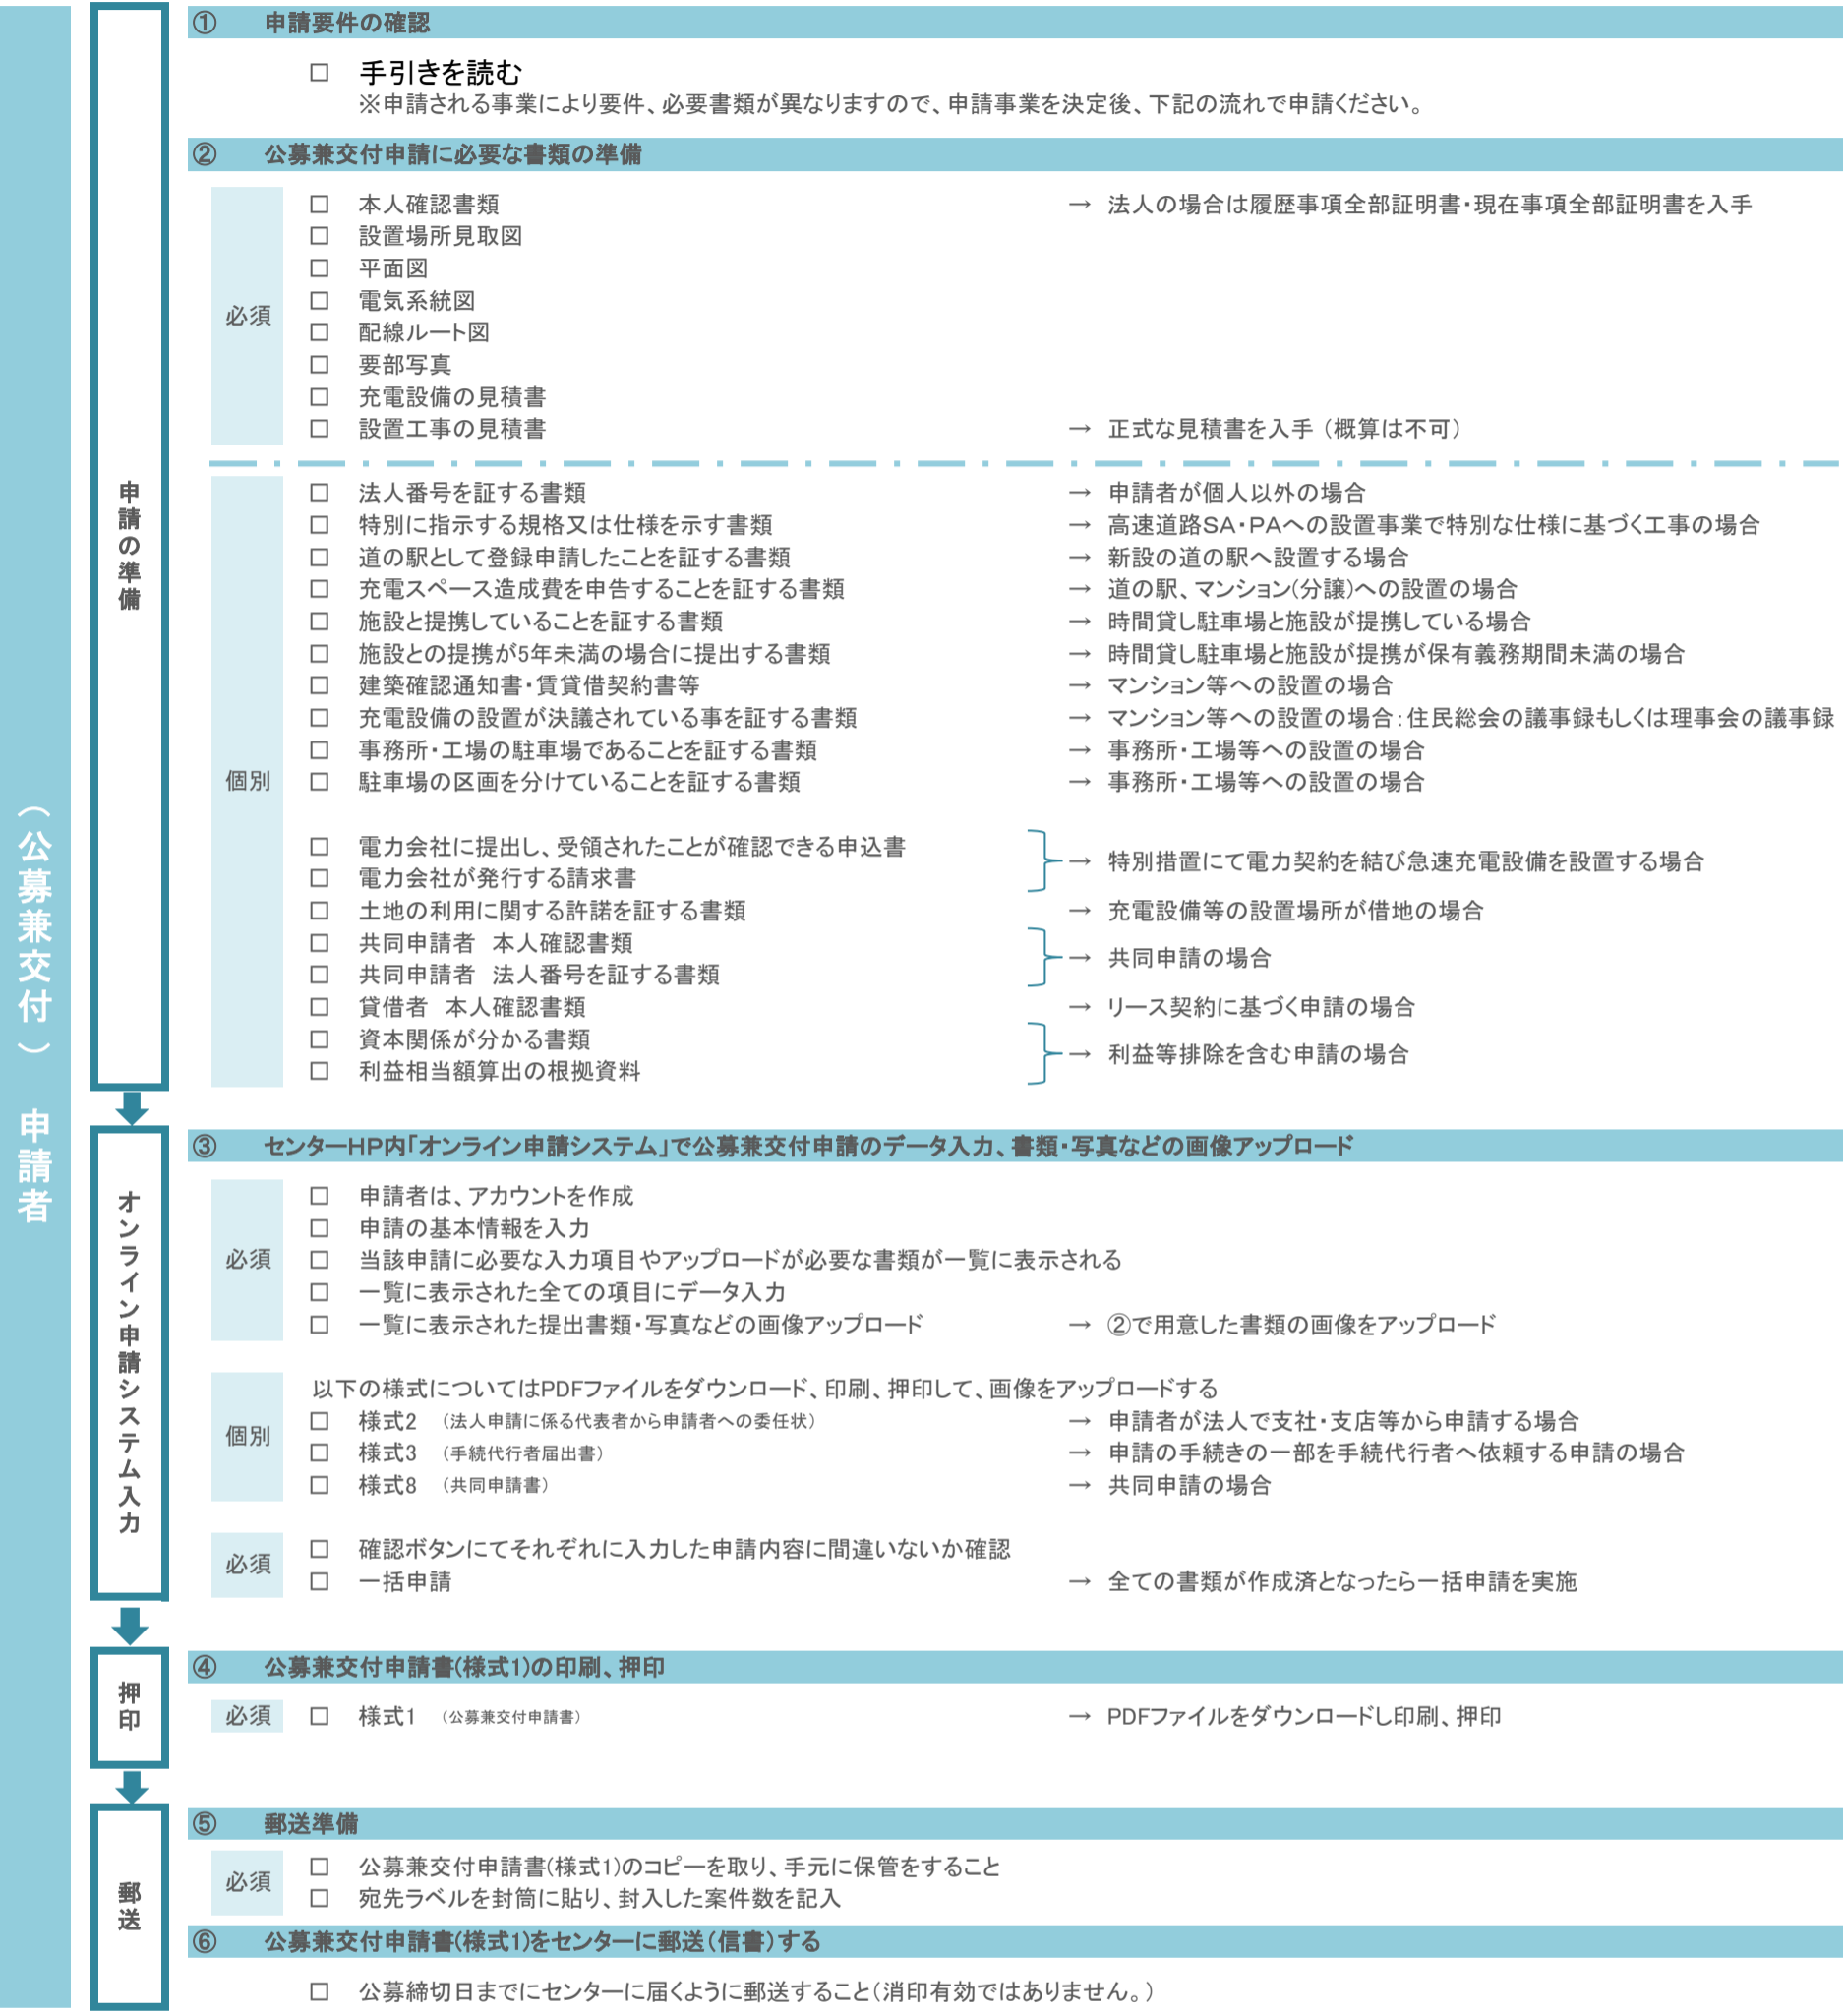 （公募兼交付）　申請者
申請の準備
① 申請要件の確認
□ 手引きを読む
※申請される事業により要件、必要書類が異なりますので、申請事業を決定後、下記の流れで申請ください。
② 公募兼交付申請に必要な書類の準備
必須
□ 本人確認書類 → 法人の場合は履歴事項全部証明書・現在事項全部証明書を入手
□ 設置場所見取図
□ 平面図
□ 電気系統図
□ 配線ルート図
□ 要部写真
□ 充電設備の見積書
□ 設置工事の見積書 → 正式な見積書を入手（概算は不可）
個別
□ 法人番号を証する書類 → 申請者が個人以外の場合
□ 特別に指示する規格又は仕様を示す書類 → 高速道路SA・PAへの設置事業で特別な仕様に基づく工事の場合
□ 道の駅として登録申請したことを証する書類 → 新設の道の駅へ設置する場合
□ 充電スペース造成費を申告することを証する書類 → 道の駅、マンション(分譲)への設置の場合
□ 施設と提携していることを証する書類 → 時間貸し駐車場と施設が提携している場合
□ 施設との提携が5年未満の場合に提出する書類 → 時間貸し駐車場と施設が提携が保有義務期間未満の場合
□ 建築確認通知書・賃貸借契約書等 → マンション等への設置の場合
□ 充電設備の設置が決議されている事を証する書類 → マンション等への設置の場合：住民総会の議事録もしくは理事会の議事録
□ 事務所・工場の駐車場であることを証する書類 → 事務所・工場等への設置の場合
□ 駐車場の区画を分けていることを証する書類 → 事務所・工場等への設置の場合
□ 電力会社に提出し、受領されたことが確認できる申込書
□ 電力会社が発行する請求書
→ 特別措置にて電力契約を結び急速充電設備を設置する場合
□ 土地の利用に関する許諾を証する書類 → 充電設備等の設置場所が借地の場合
□ 共同申請者　本人確認書類
□ 共同申請者　法人番号を証する書類
→ 共同申請の場合
□ 貸借者　本人確認書類 → リース契約に基づく申請の場合
□ 資本関係が分かる書類
□ 利益相当額算出の根拠資料
→ 利益等排除を含む申請の場合
オンライン申請システム入力
③ センターHP内「オンライン申請システム」で公募兼交付申請のデータ入力、書類・写真などの画像アップロード
必須
□ 申請者は、アカウントを作成
□ 申請の基本情報を入力
□ 当該申請に必要な入力項目やアップロードが必要な書類が一覧に表示される
□ 一覧に表示された全ての項目にデータ入力
□ 一覧に表示された提出書類・写真などの画像アップロード → ②で用意した書類の画像をアップロード
個別
以下の様式についてはPDFファイルをダウンロード、印刷、押印して、画像をアップロードする
□ 様式2 （法人申請に係る代表者から申請者への委任状） → 申請者が法人で支社・支店等から申請する場合
□ 様式3 （手続代行者届出書） → 申請の手続きの一部を手続代行者へ依頼する申請の場合
□ 様式8 （共同申請書） → 共同申請の場合
必須
□ 確認ボタンにてそれぞれに入力した申請内容に間違いないか確認
□ 一括申請 → 全ての書類が作成済となったら一括申請を実施
押印
④ 公募兼交付申請書(様式1)の印刷、押印
必須
□ 様式1 （公募兼交付申請書） → PDFファイルをダウンロードし印刷、押印
郵送
⑤ 郵送準備
必須
□ 公募兼交付申請書(様式1)のコピーを取り、手元に保管をすること
□ 宛先ラベルを封筒に貼り、封入した案件数を記入
⑥ 公募兼交付申請書(様式1)をセンターに郵送（信書）する
□ 公募締切日までにセンターに届くように郵送すること（消印有効ではありません。）